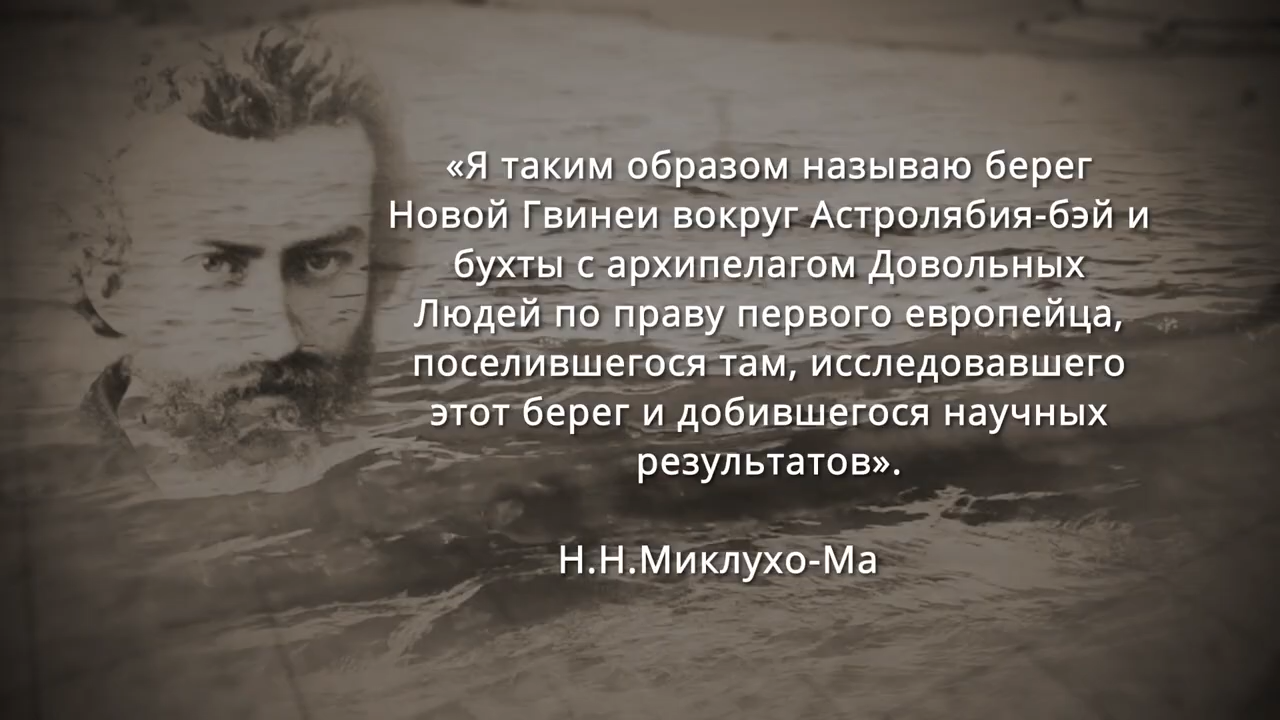 «Я таким образом называю берег
Новой Гвинеи вокруг Астролябия-бэй и
бухты с архипелагом Довольных
Людей по праву первого европейца,
поселившегося там, исследовавшего
этот берег и добившегося научных
результатов».
Н.Н.Миклухо-Ма